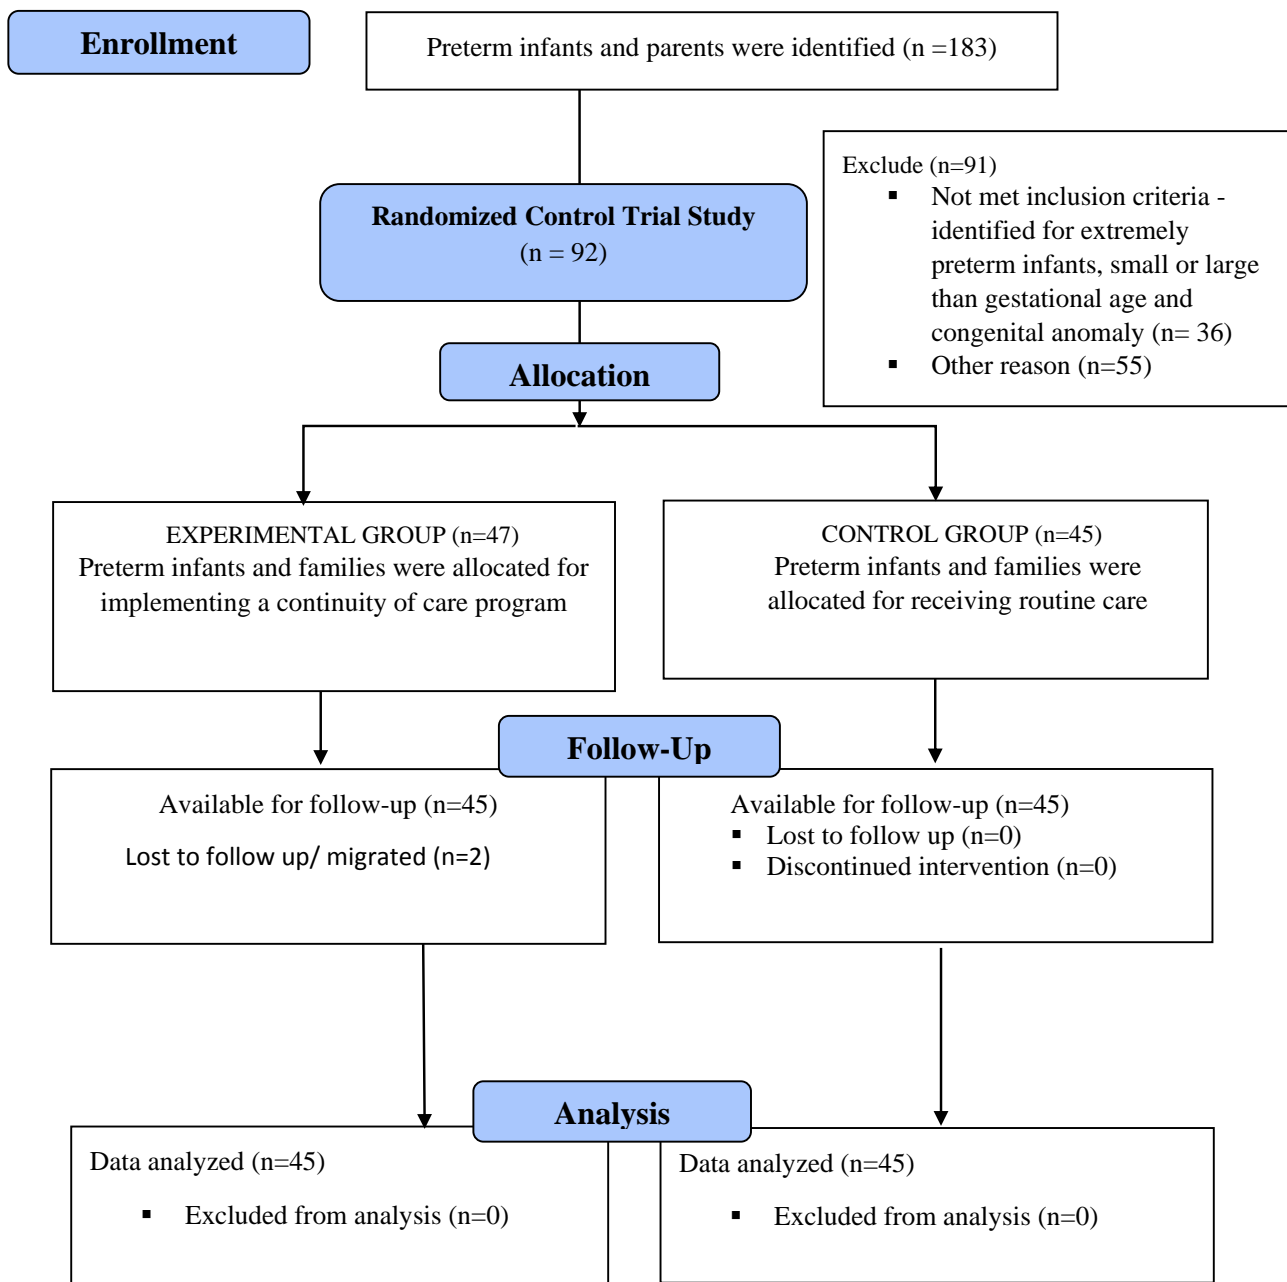 Enrollment
Preterm infants and parents were identified (n =183)
Exclude (n=91)
▪ Not met inclusion criteria -
identified for extremely
preterm infants, small or large
than gestational age and
congenital anomaly (n= 36)
▪ Other reason (n=55)
Randomized Control Trial Study
(n = 92)
Allocation
EXPERIMENTAL GROUP (n=47)
Preterm infants and families were allocated for
implementing a continuity of care program
CONTROL GROUP (n=45)
Preterm infants and families were
allocated for receiving routine care
Follow-Up
Available for follow-up (n=45)
Lost to follow up/ migrated (n=2)
Available for follow-up (n=45)
▪ Lost to follow up (n=0)
▪ Discontinued intervention (n=0)
Analysis
Data analyzed (n=45)
▪ Excluded from analysis (n=0)
Data analyzed (n=45)
▪ Excluded from analysis (n=0)